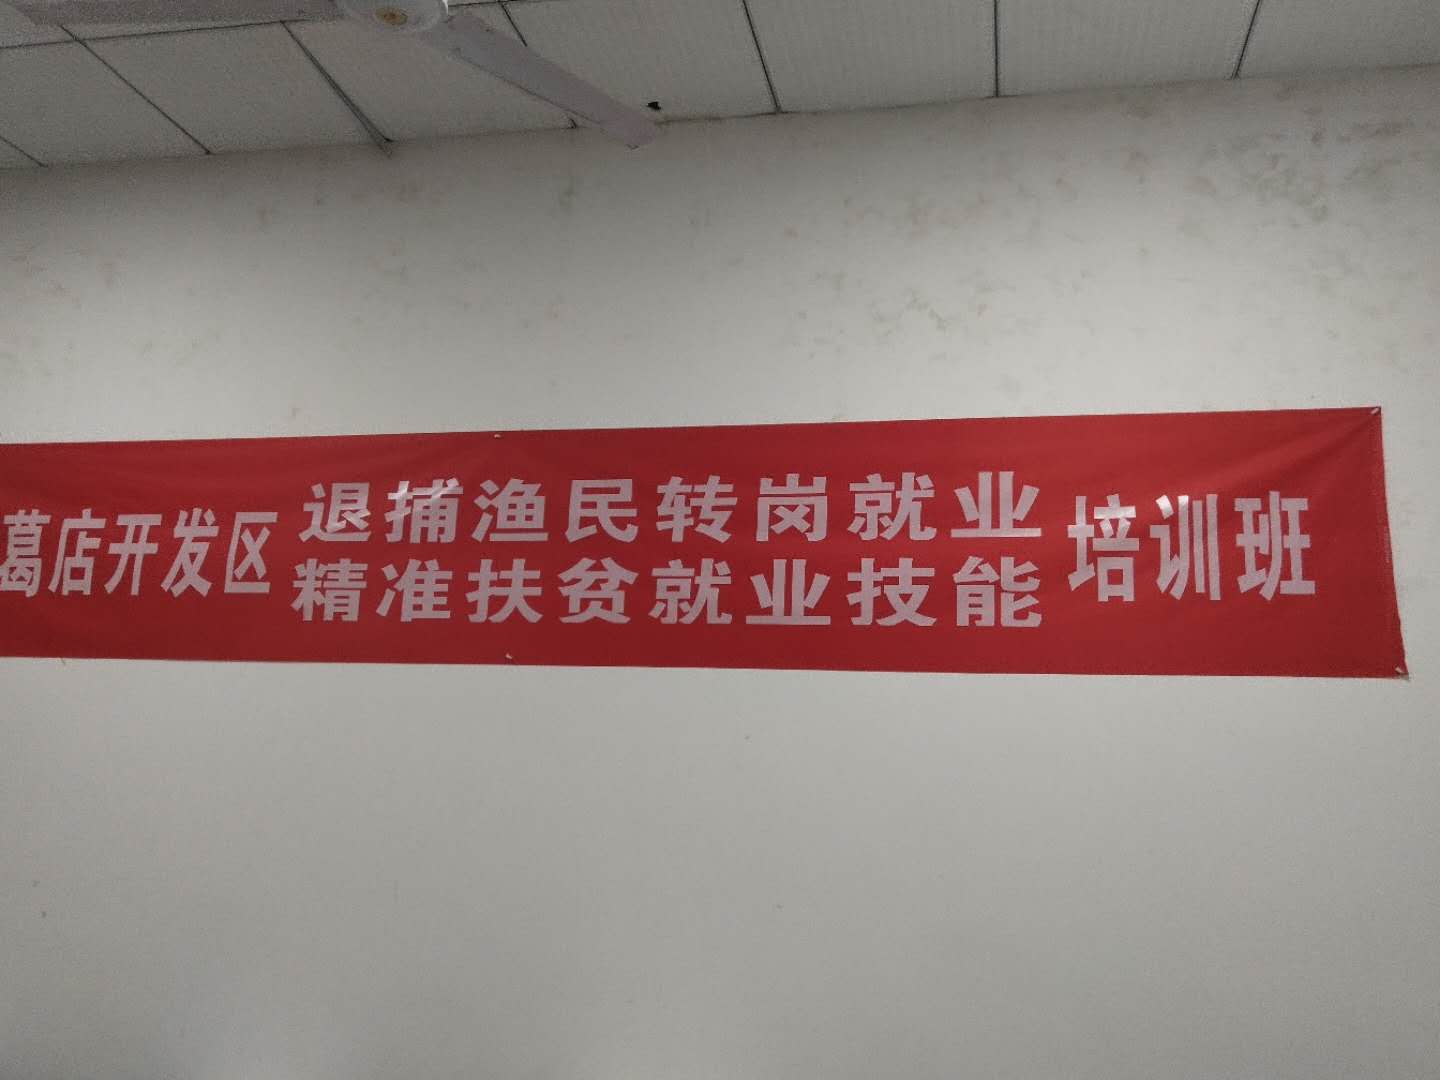 葛店开发区
退捕渔民转岗就业
精准扶贫就业技能
培训班